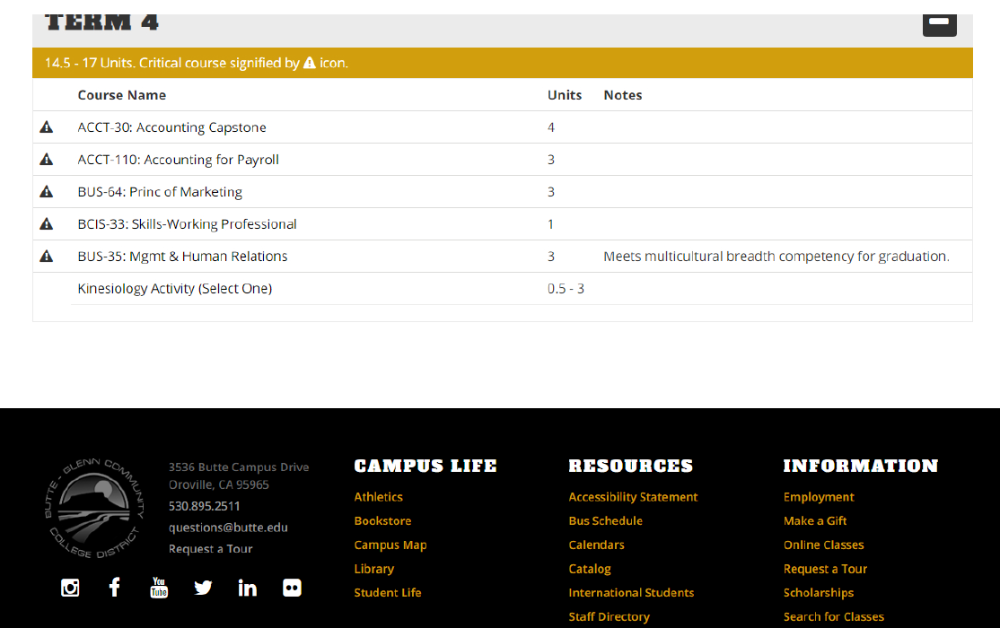 TERM 4
14.5 - 17 Units. Critical course signified by icon.
Course Name Units Notes
ACCT-30: Accounting Capstone 4
ACCT-110: Accounting for Payroll 3
BUS-64: Princ of Marketing 3
BCIS-33: Skills-Working Professional 1
BUS-35: Mgmt & Human Relations 3 Meets multicultural breadth competency for graduation.
Kinesiology Activity (Select One) 0.5 - 3
BUTTE - GLENN COMMUNITY
COLLEGE DISTRICT
3536 Butte Campus Drive
Oroville, CA 95965
530.895.2511
questions@butte.edu
Request a Tour
You
Tube
in
CAMPUS LIFE
Athletics
Bookstore
Campus Map
Library
Student Life
RESOURCES
Accessibility Statement
Bus Schedule
Calendars
Catalog
International Students
Staff Directory
INFORMATION
Employment
Make a Gift
Online Classes
Request a Tour
Scholarships
Search for Classes